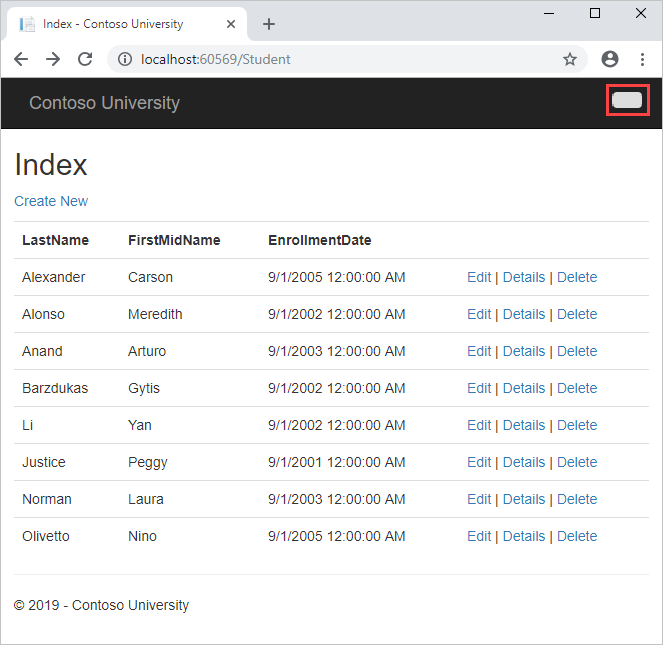 Index - Contoso University
localhost:60569/Student
Contoso University
Index
Create New
LastName FirstMidName EnrollmentDate
Alexander Carson 9/1/2005 12:00:00 AM Edit | Details | Delete
Alonso Meredith 9/1/2002 12:00:00 AM Edit | Details | Delete
Anand Arturo 9/1/2003 12:00:00 AM Edit | Details | Delete
Barzdukas Gytis 9/1/2002 12:00:00 AM Edit | Details | Delete
Li Yan 9/1/2002 12:00:00 AM Edit | Details | Delete
Justice Peggy 9/1/2001 12:00:00 AM Edit | Details | Delete
Norman Laura 9/1/2003 12:00:00 AM Edit | Details | Delete
Olivetto Nino 9/1/2005 12:00:00 AM Edit | Details | Delete
© 2019 - Contoso University